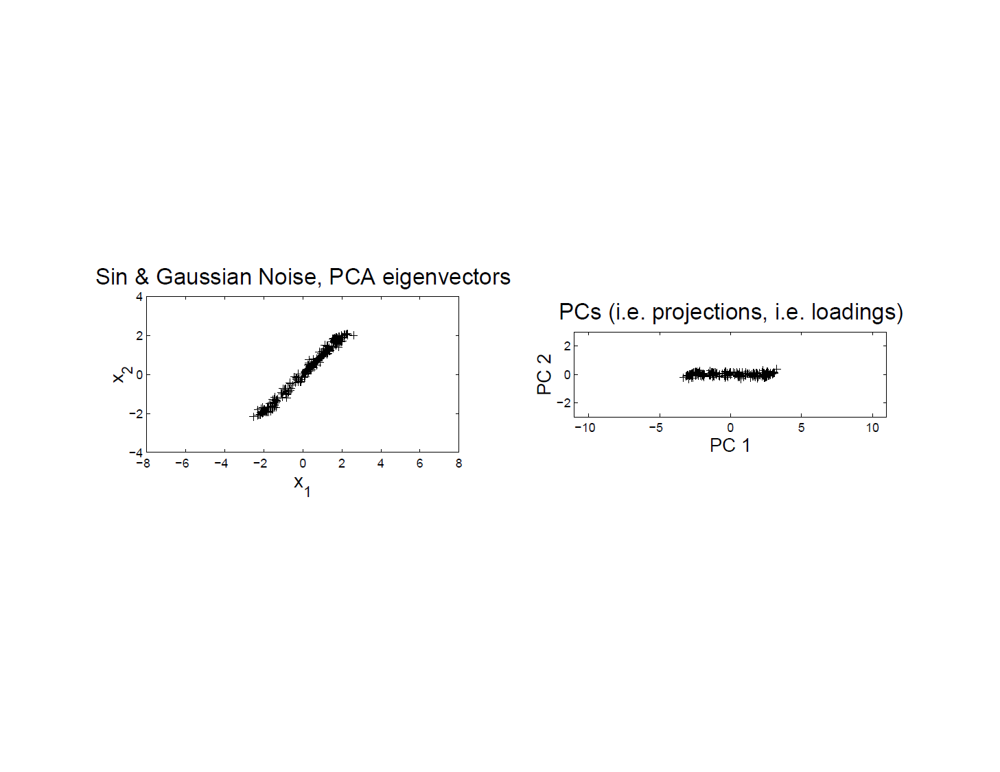 Sin & Gaussian Noise, PCA eigenvectors
4
2
0
−2
−4
x2
−8 −6 −4 −2 0 2 4 6 8
x1
PCs (i.e. projections, i.e. loadings)
2
0
−2
PC 2
−10 −5 0 5 10
PC 1